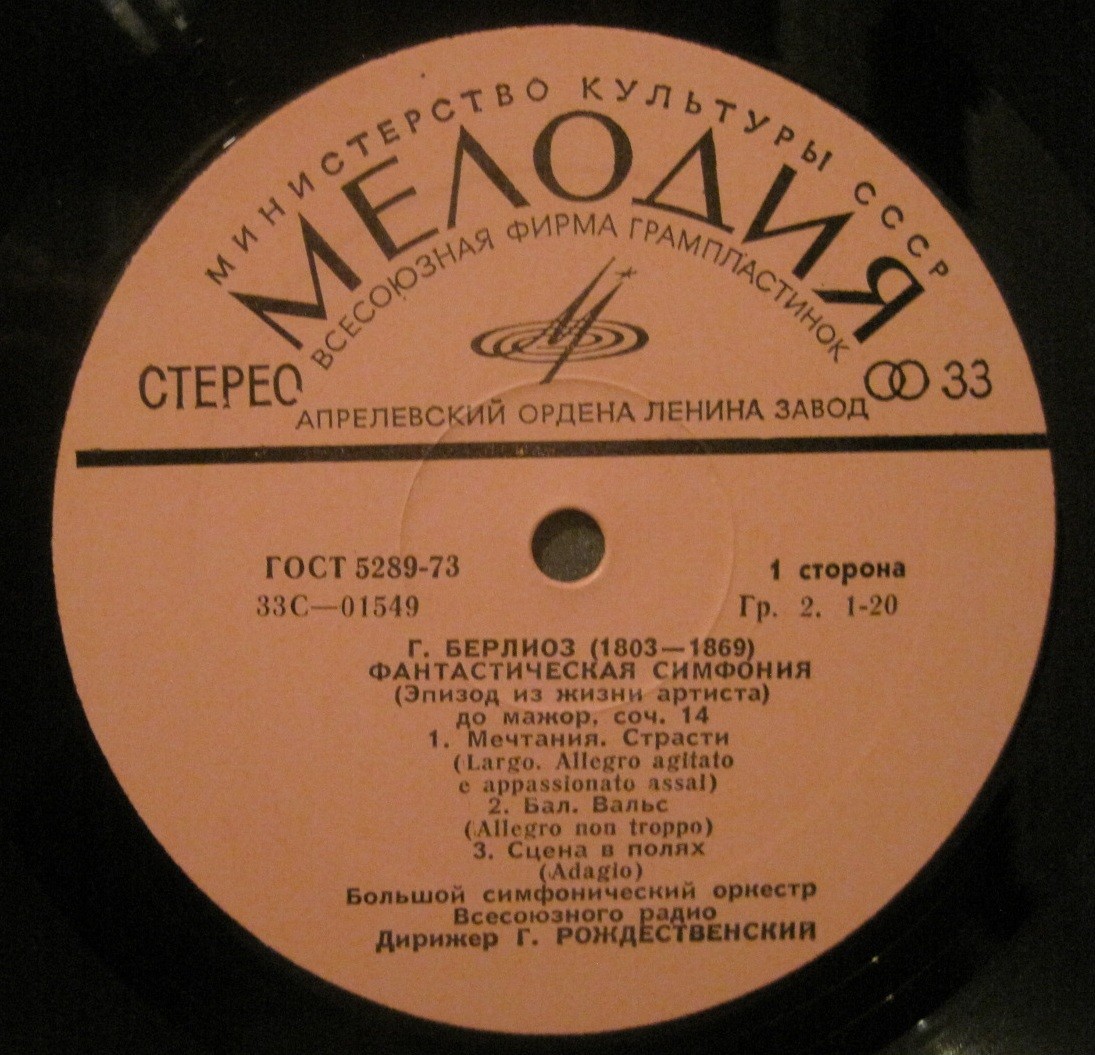 МИНИСТЕРСТВО КУЛЬТУРЫ СССР
МЕЛОДИЯ
ВСЕСОЮЗНАЯ ФИРМА ГРАМПЛАСТИНОК
СТЕРЕО
33
АПРЕЛЕВСКИЙ ОРДЕНА ЛЕНИНА ЗАВОД
ГОСТ 5289-73
1 сторона
33С—01549
Гр. 2. 1-20
Г. БЕРЛИОЗ (1803—1869)
ФАНТАСТИЧЕСКАЯ СИМФОНИЯ
(Эпизод из жизни артиста)
до мажор, соч. 14
1. Мечтания. Страсти
(Largo. Allegro agitato
e appassionato assai)
2. Бал. Вальс
(Allegro non troppo)
3. Сцена в полях
(Adagio)
Большой симфонический оркестр
Всесоюзного радио
Дирижер Г. РОЖДЕСТВЕНСКИЙ